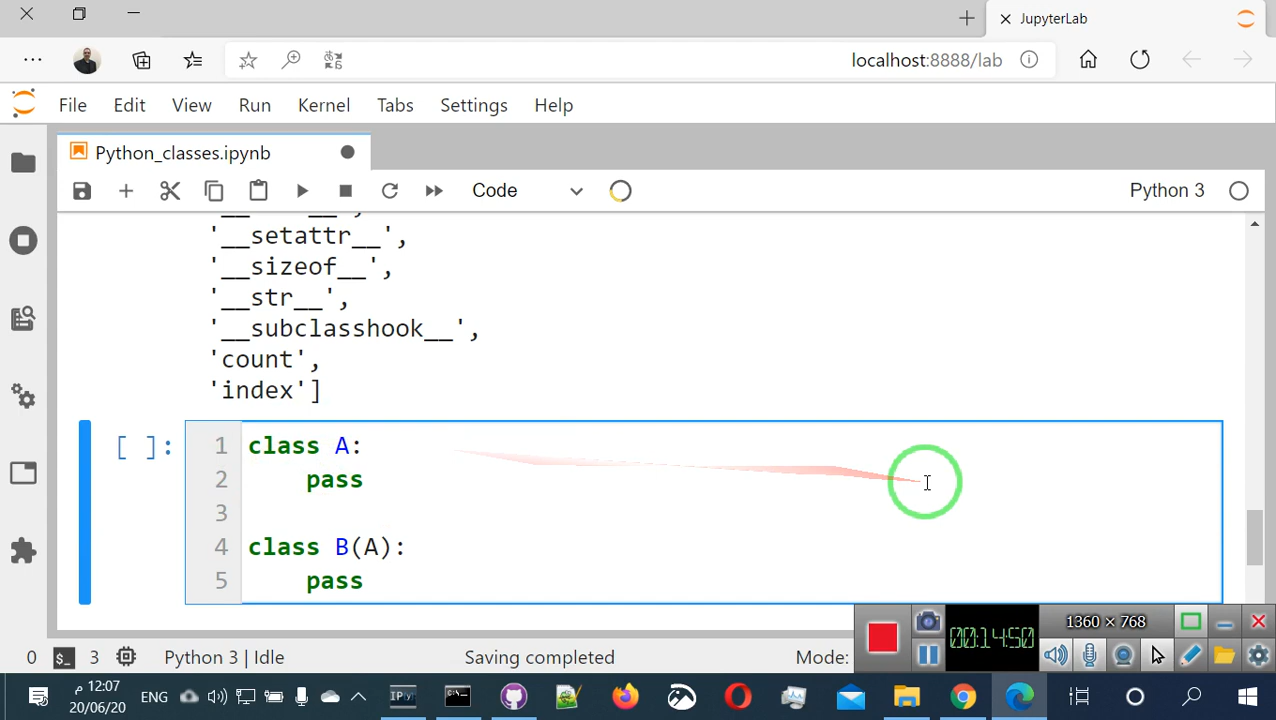 JupyterLab
localhost:8888/lab
File Edit View Run Kernel Tabs Settings Help
Python_classes.ipynb
Code
Python 3
'__setattr__',
'__sizeof__',
'__str__',
'__subclasshook__',
'count',
'index']
[ ]:
1 class A:
2     pass
3
4 class B(A):
5     pass
1360 × 768
00:14:50
0 3 Python 3 | Idle Saving completed Mode:
12:07 م
20/06/20
ENG